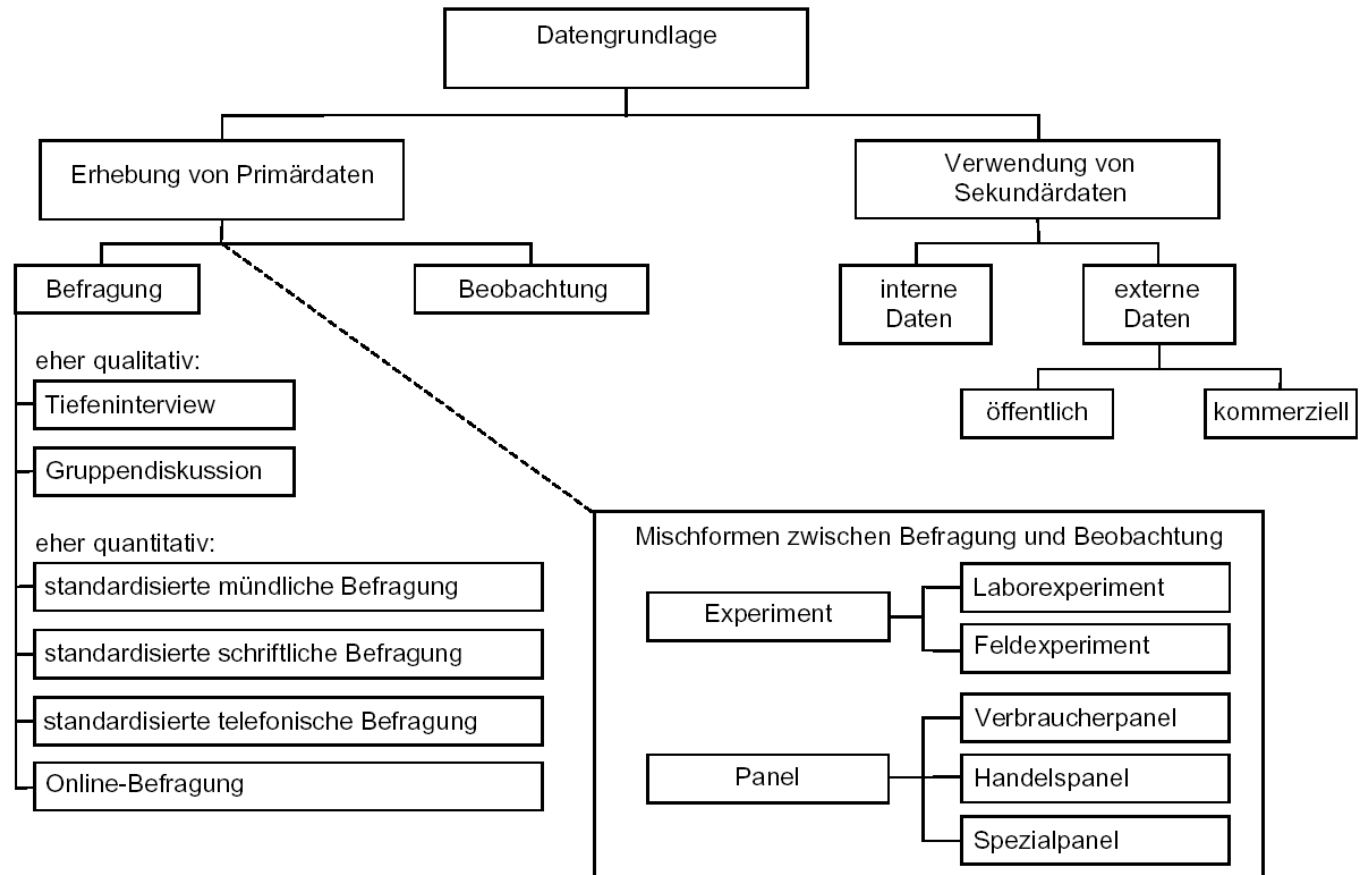 Datengrundlage
Erhebung von Primärdaten
Verwendung von
Sekundärdaten
Befragung
Beobachtung
interne
Daten
externe
Daten
öffentlich
kommerziell
eher qualitativ:
Tiefeninterview
Gruppendiskussion
eher quantitativ:
standardisierte mündliche Befragung
standardisierte schriftliche Befragung
standardisierte telefonische Befragung
Online-Befragung
Mischformen zwischen Befragung und Beobachtung
Experiment
Laborexperiment
Feldexperiment
Panel
Verbraucherpanel
Handelspanel
Spezialpanel